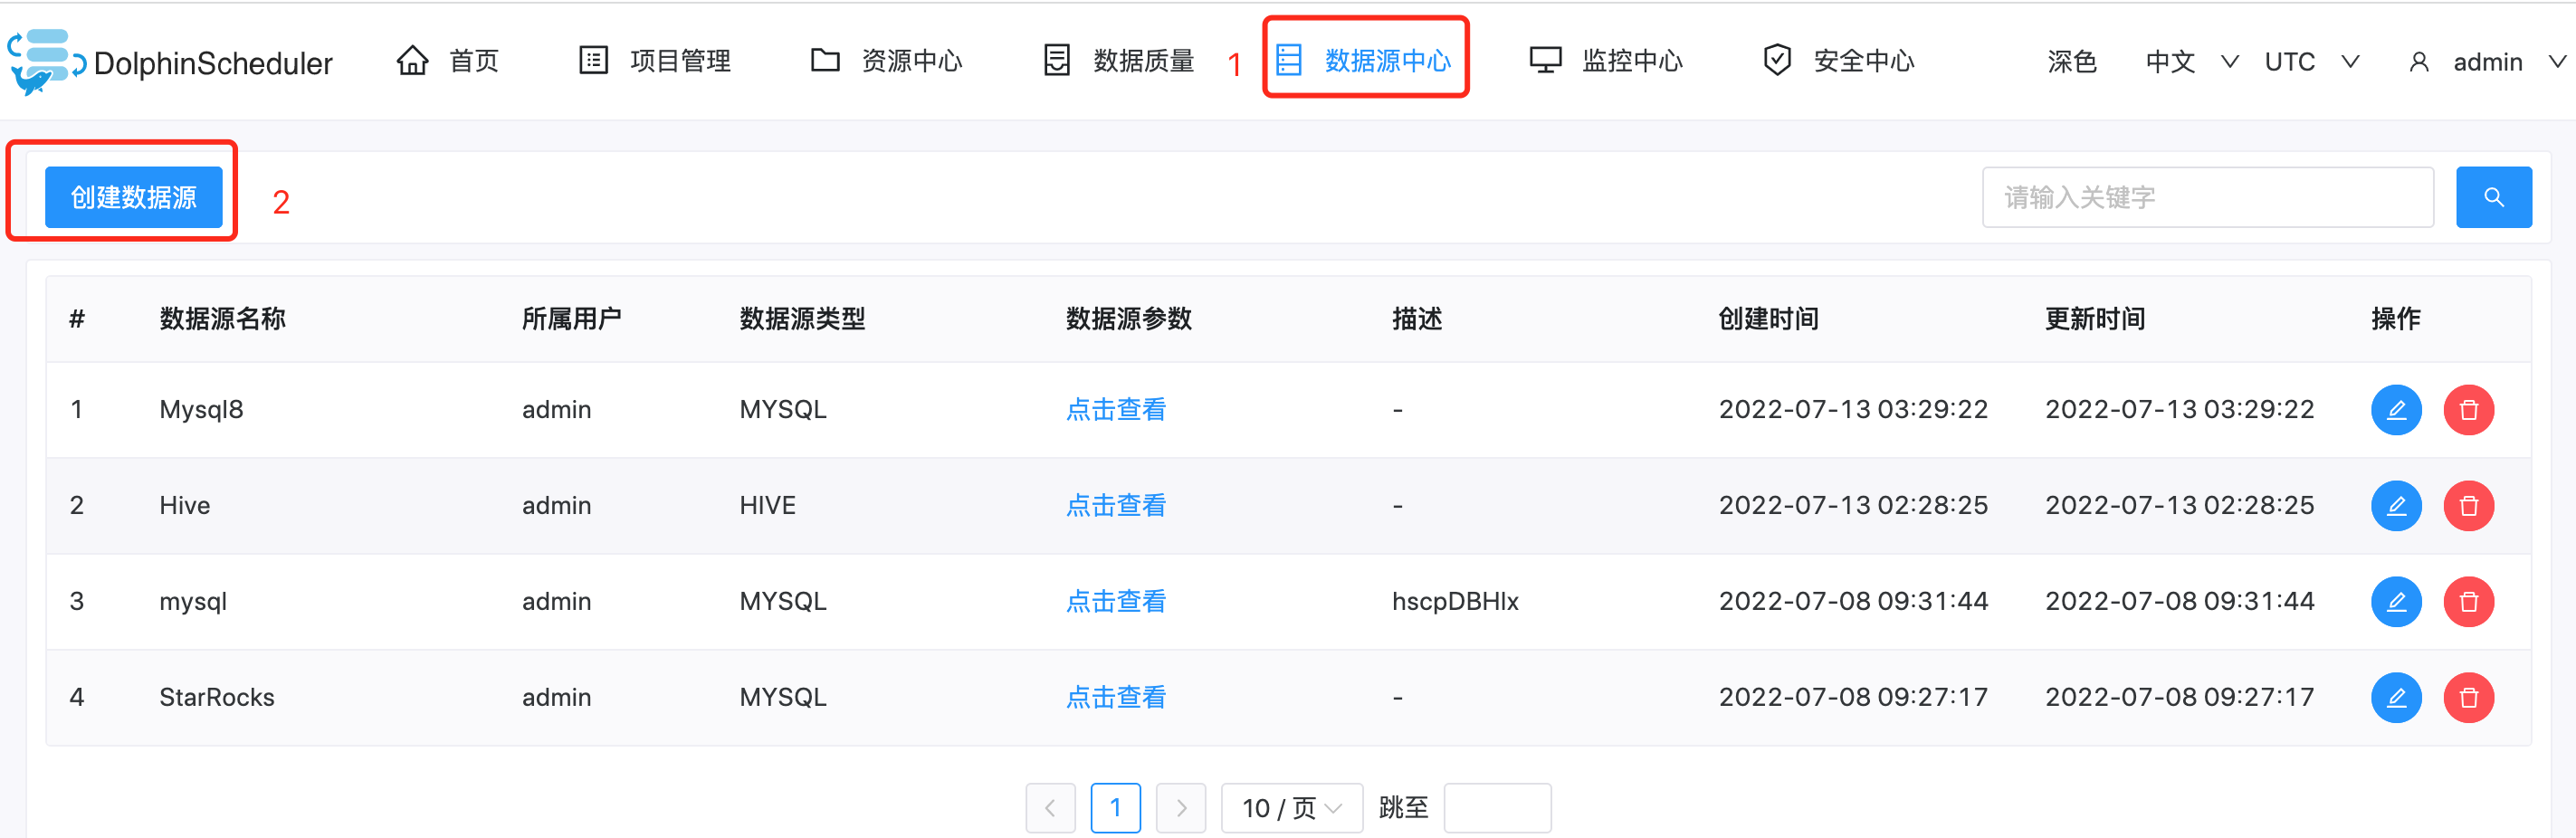 DolphinScheduler 首页 项目管理 资源中心 数据质量 1 数据源中心 监控中心 安全中心 深色 中文 UTC admin
创建数据源 2 请输入关键字
# 数据源名称 所属用户 数据源类型 数据源参数 描述 创建时间 更新时间 操作
1 Mysql8 admin MYSQL 点击查看 - 2022-07-13 03:29:22 2022-07-13 03:29:22
2 Hive admin HIVE 点击查看 - 2022-07-13 02:28:25 2022-07-13 02:28:25
3 mysql admin MYSQL 点击查看 hscpDBHlx 2022-07-08 09:31:44 2022-07-08 09:31:44
4 StarRocks admin MYSQL 点击查看 - 2022-07-08 09:27:17 2022-07-08 09:27:17
1 10 / 页 跳至